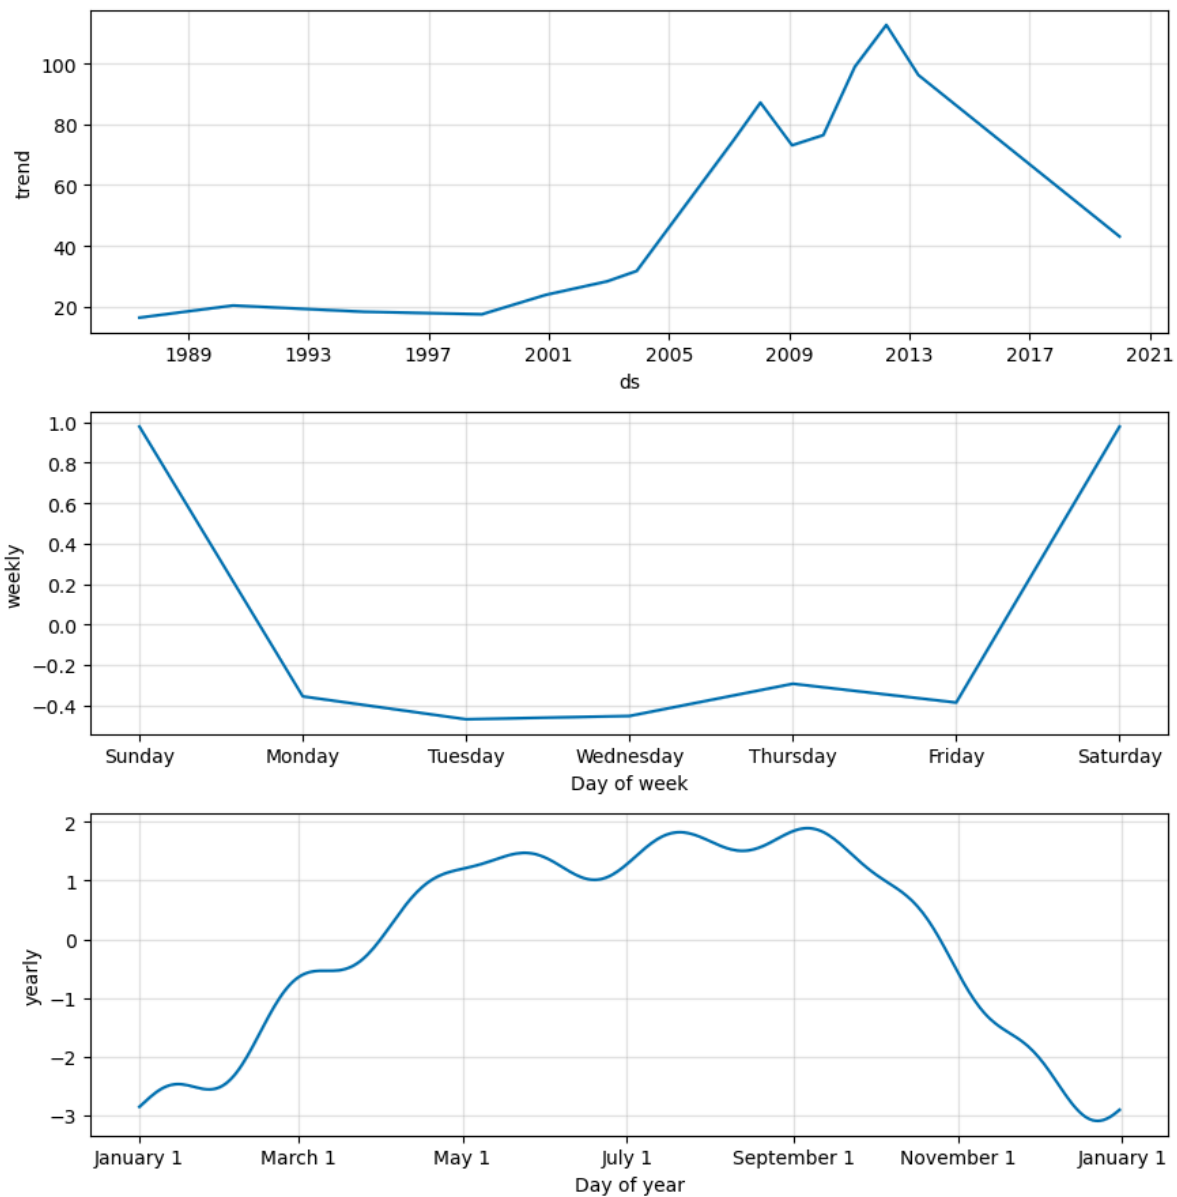 100
80
60
40
20
trend
1989 1993 1997 2001 2005 2009 2013 2017 2021
ds
1.0
0.8
0.6
0.4
0.2
0.0
−0.2
−0.4
weekly
Sunday Monday Tuesday Wednesday Thursday Friday Saturday
Day of week
2
1
0
−1
−2
−3
yearly
January 1 March 1 May 1 July 1 September 1 November 1 January 1
Day of year